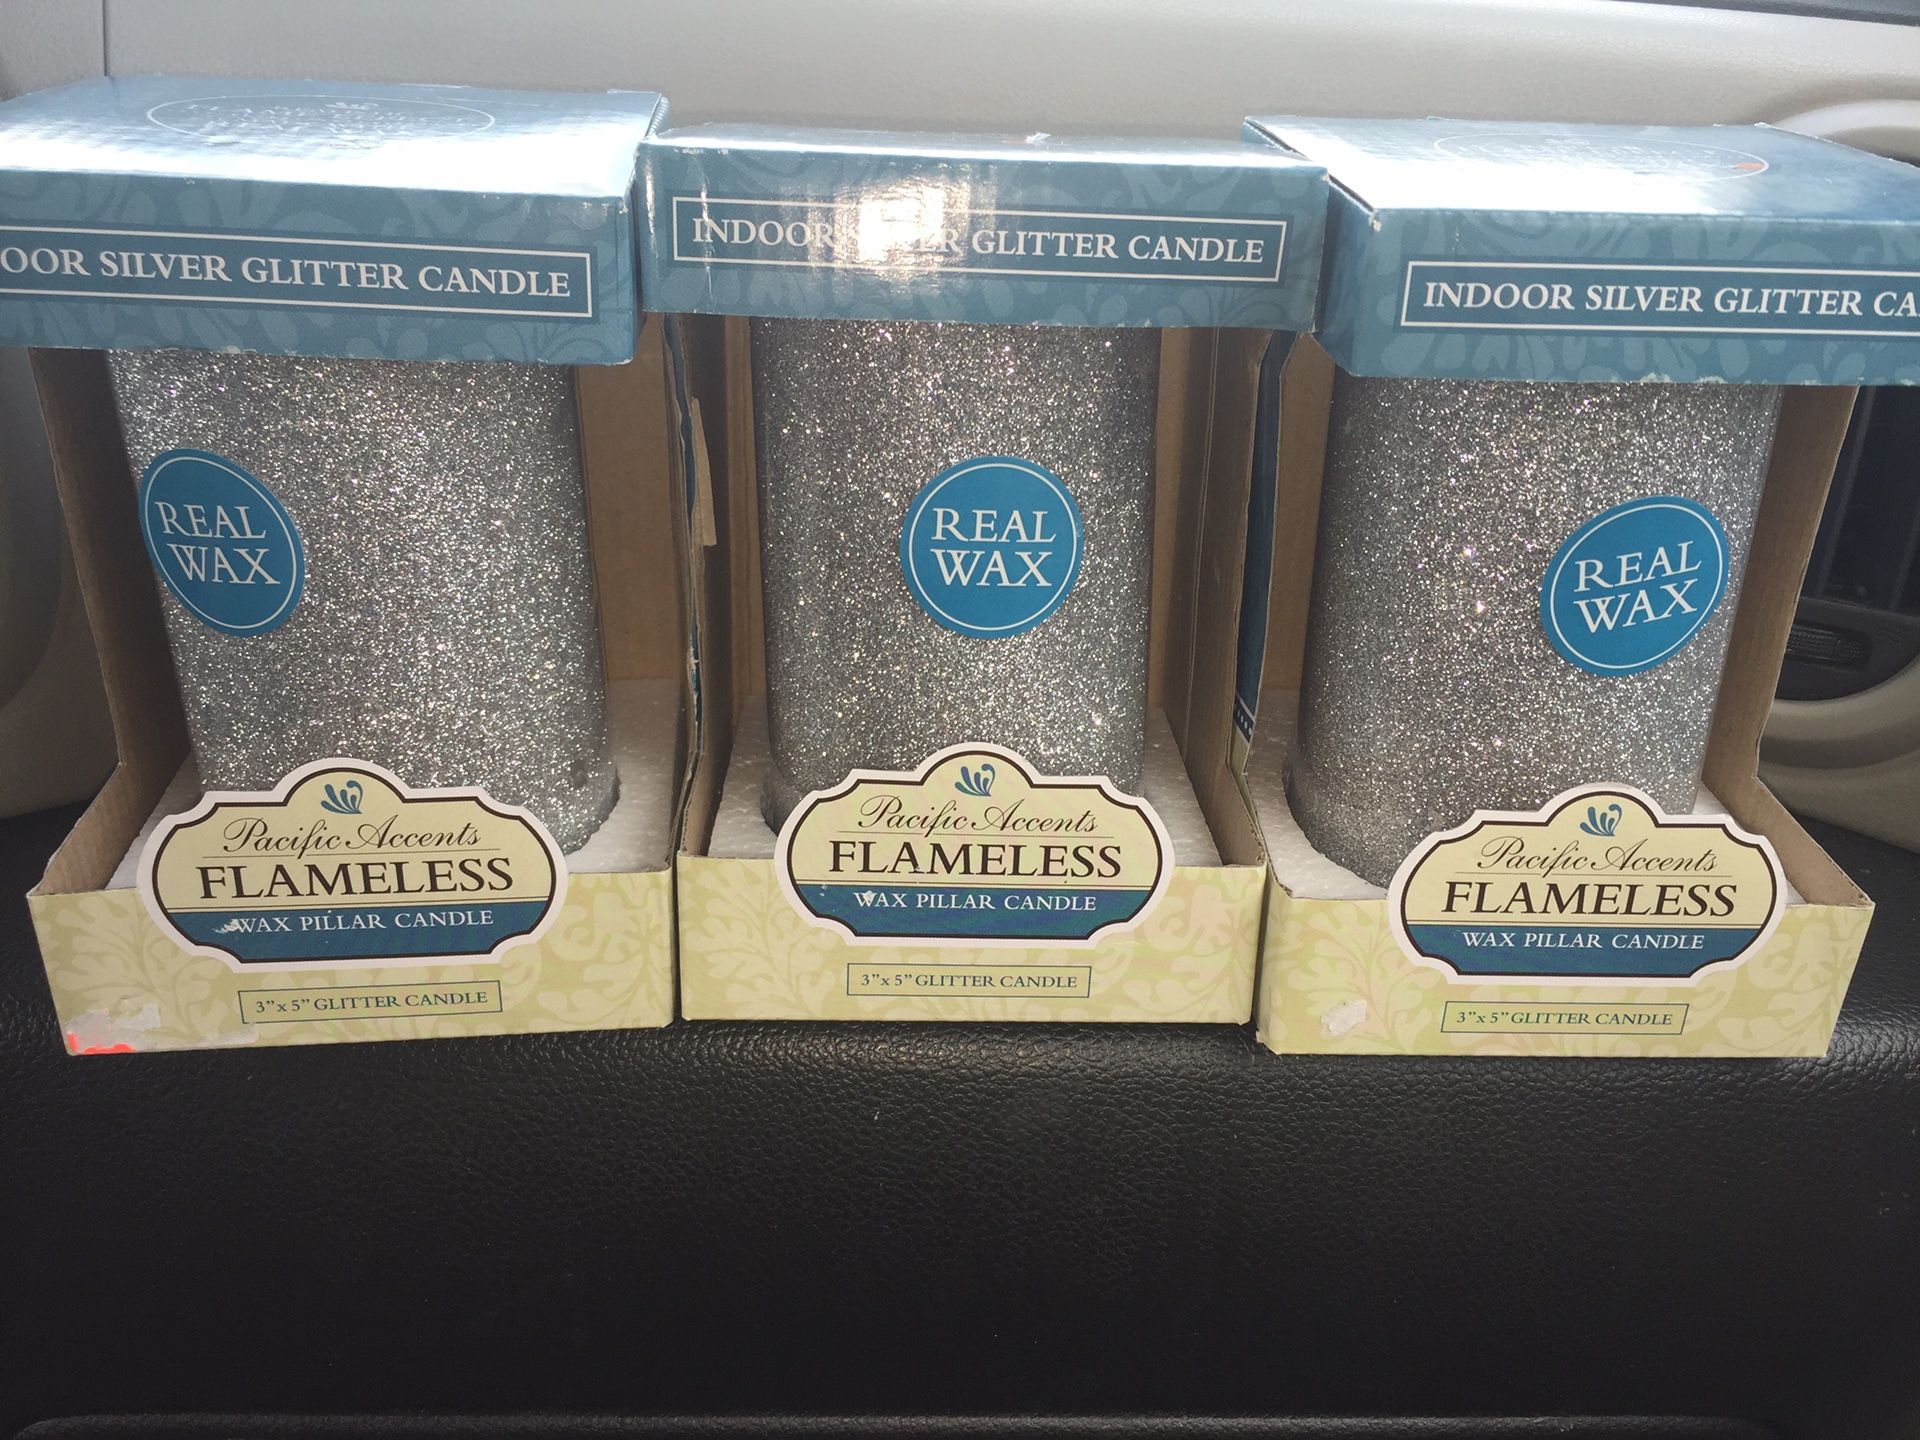 OOR SILVER GLITTER CANDLE
REAL
WAX
Pacific Accents
FLAMELESS
WAX PILLAR CANDLE
3" x 5" GLITTER CANDLE
INDOOR SILVER GLITTER CANDLE
REAL
WAX
Pacific Accents
FLAMELESS
WAX PILLAR CANDLE
3" x 5" GLITTER CANDLE
INDOOR SILVER GLITTER CA
REAL
WAX
Pacific Accents
FLAMELESS
WAX PILLAR CANDLE
3" x 5" GLITTER CANDLE